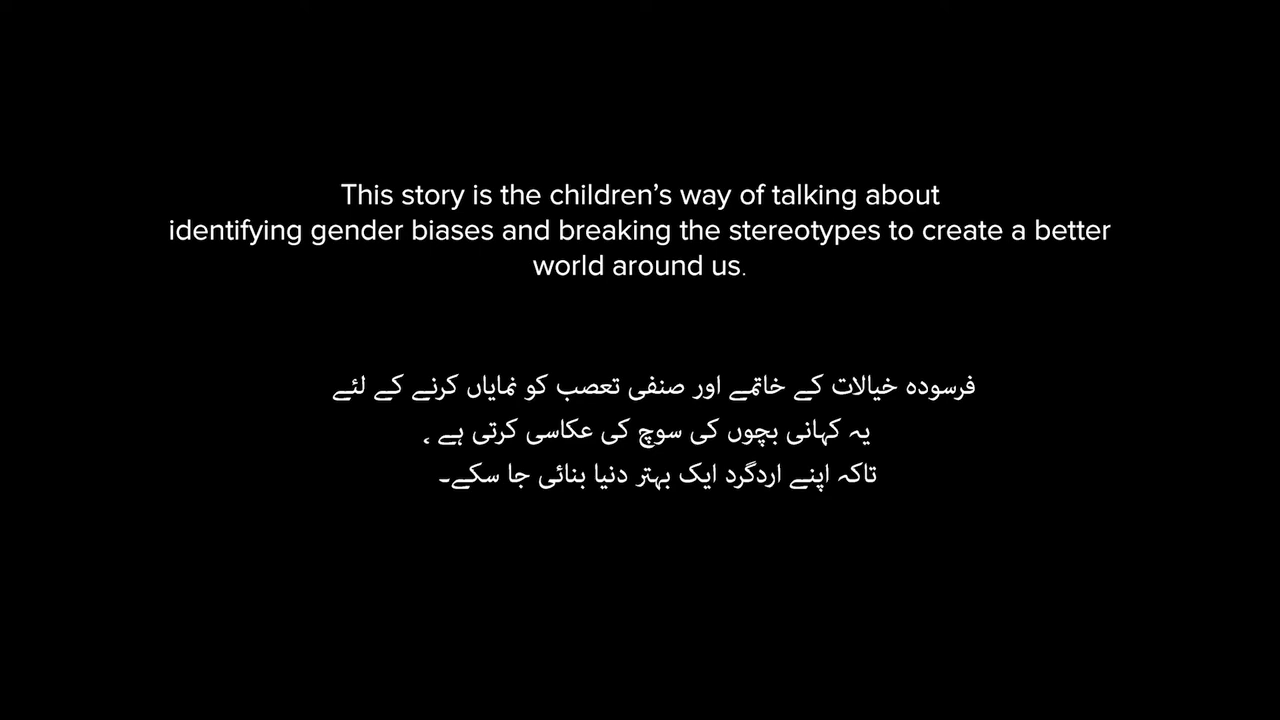 This story is the children’s way of talking about
identifying gender biases and breaking the stereotypes to create a better
world around us.
فرسودہ خیالات کے خاتمے اور صنفی تعصب کو نمایاں کرنے کے لئے
یہ کہانی بچوں کی سوچ کی عکاسی کرتی ہے ،
تاکہ اپنے اردگرد ایک بہتر دنیا بنائی جا سکے۔